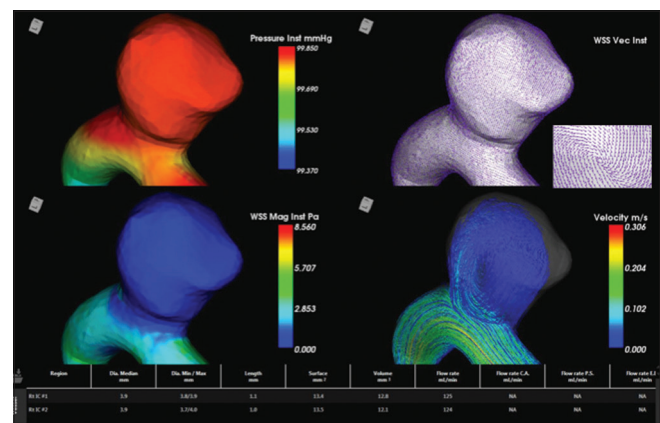 Pressure Inst mmHg
99.850
99.690
99.530
99.370
WSS Vec Inst
WSS Mag Inst Pa
8.560
5.707
2.853
0.000
Velocity m/s
0.306
0.204
0.102
0.000
Region Dia. Median mm Dia. Min / Max mm Length mm Surface mm² Volume mm³ Flow rate mL/min Flow rate C.A. mL/min Flow rate P.S. mL/min Flow rate E.I mL/min
Rt IC #1 3.9 3.8/3.9 1.1 13.4 12.8 125 NA NA NA
Rt IC #2 3.9 3.7/4.0 1.0 13.5 12.1 124 NA NA NA